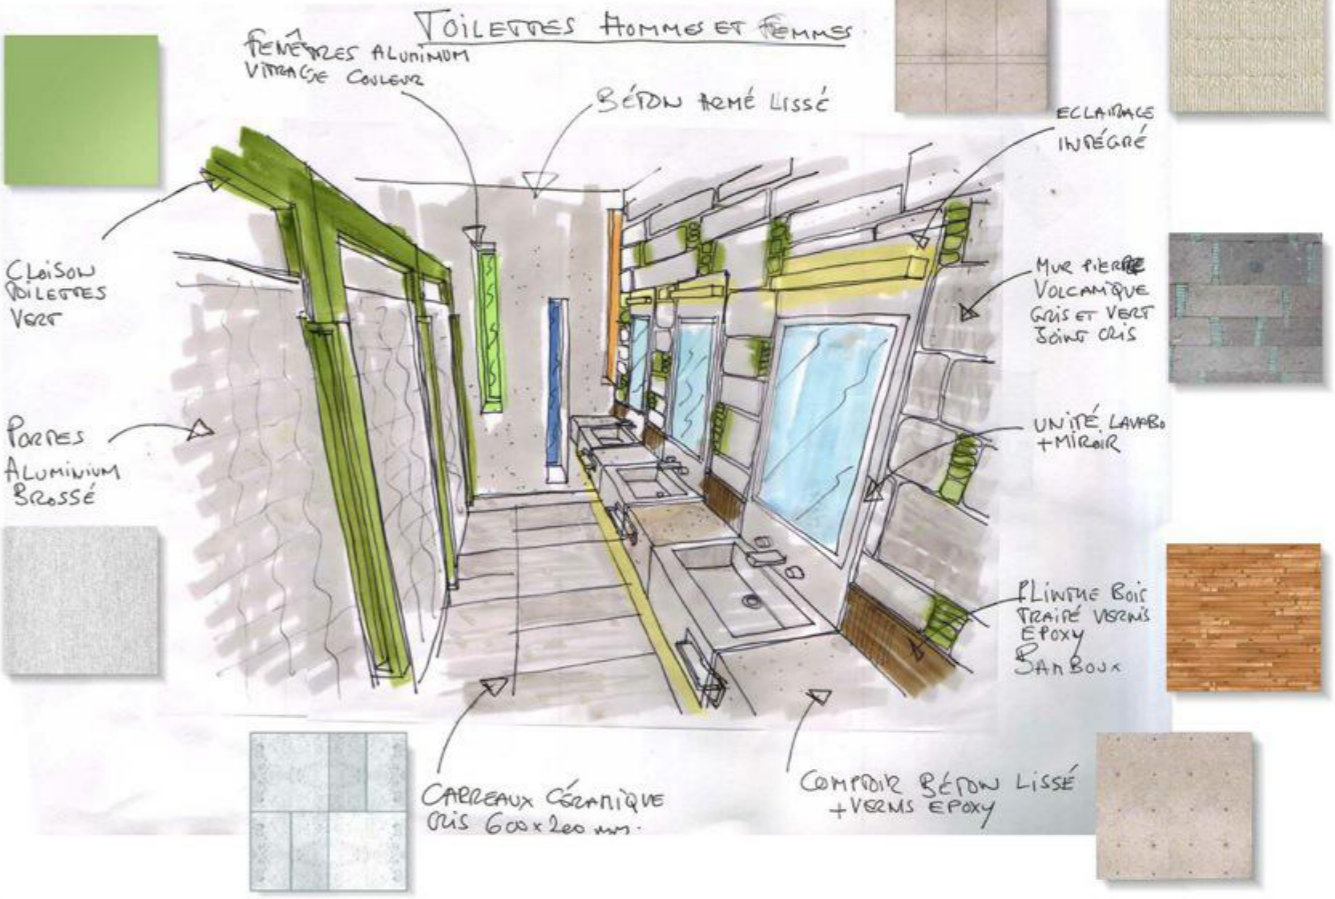 TOILETTES HOMMES ET FEMMES
FENÊTRES ALUMINUM
VITRAGE COULEUR
BÉTON ARMÉ LISSÉ
ECLAIRAGE
INTÉGRÉ
CLOISON
TOILETTES
VERT
MUR PIERRE
VOLCANIQUE
GRIS ET VERT
JOINT GRIS
PORTES
ALUMINIUM
BROSSÉ
UNITÉ LAVABO
+MIROIR
PLINTHE BOIS
TRAITÉ VERNIS
EPOXY
BAMBOUX
CARREAUX CÉRAMIQUE
GRIS 600x200 mm.
COMPTOIR BÉTON LISSÉ
+VERNIS EPOXY